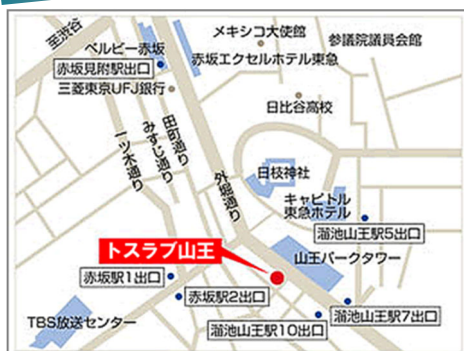 至渋谷
メキシコ大使館
参議院議員会館
ベルビー赤坂
赤坂エクセルホテル東急
赤坂見附駅出口
三菱東京UFJ銀行
日比谷高校
田町通り
みすじ通り
一ツ木通り
外堀通り
日枝神社
キャピトル
東急ホテル
溜池山王駅5出口
トスラブ山王
山王パークタワー
赤坂駅1出口
赤坂駅2出口
TBS放送センター
溜池山王駅10出口
溜池山王駅7出口